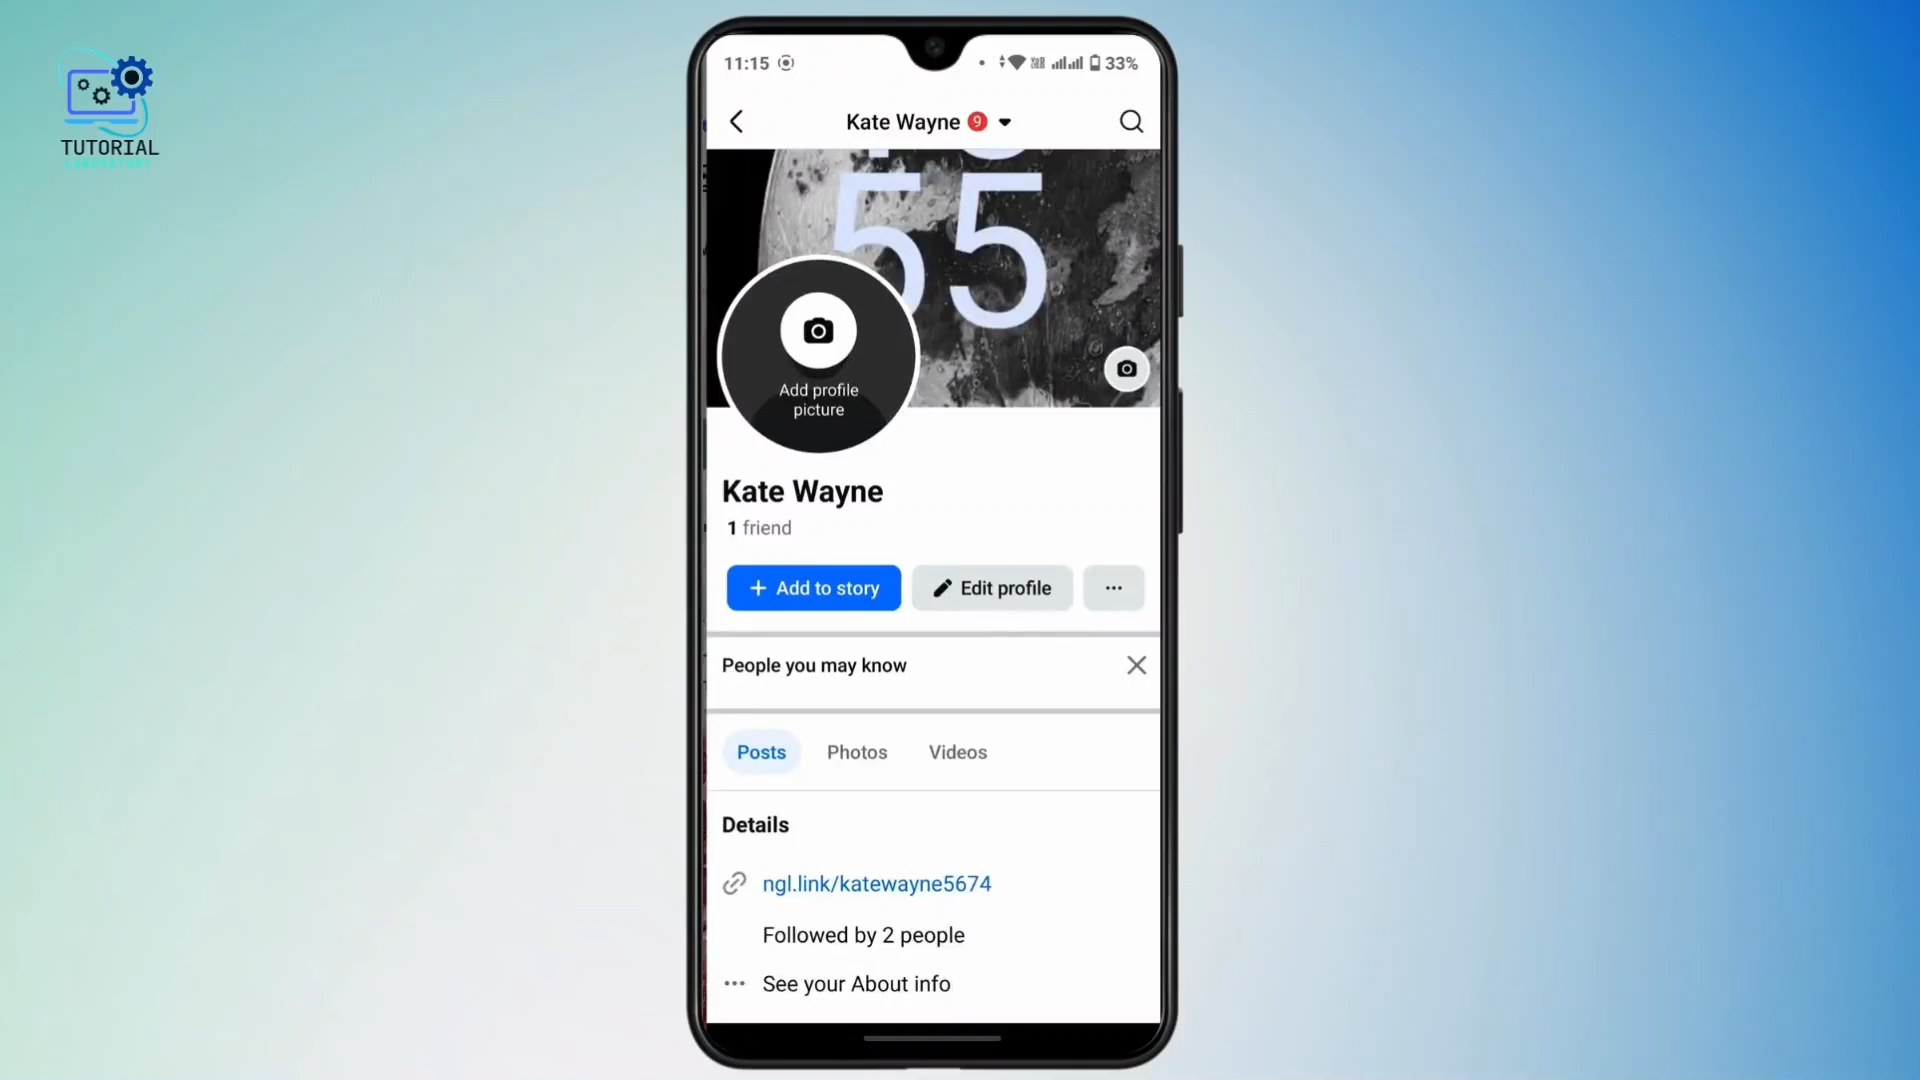 TUTORIAL
LABORATORY
11:15
33%
Kate Wayne 9
55
Add profile
picture
Kate Wayne
1 friend
+ Add to story
Edit profile
People you may know
Posts
Photos
Videos
Details
ngl.link/katewayne5674
Followed by 2 people
See your About info